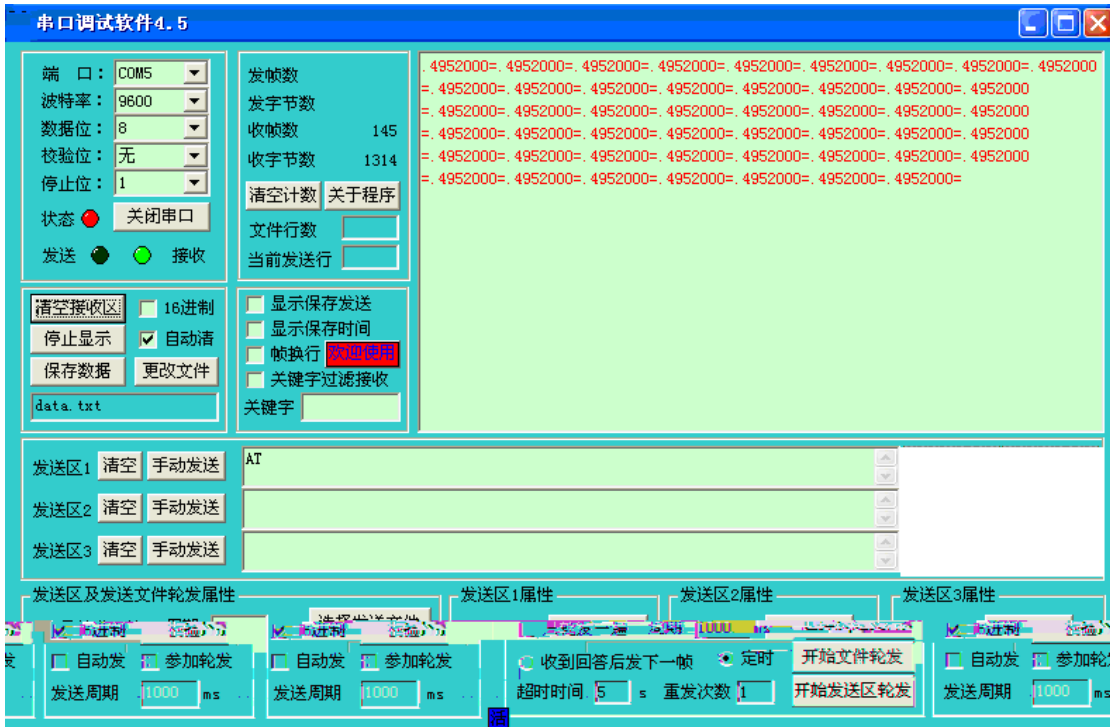 串口调试软件4.5
端 口： COM5
波特率： 9600
数据位： 8
校验位： 无
停止位： 1
状态 关闭串口
发送 接收
发帧数
发字节数
收帧数 145
收字节数 1314
清空计数 关于程序
文件行数
当前发送行
. 4952000=. 4952000=. 4952000=. 4952000=. 4952000=. 4952000=. 4952000=. 4952000=. 4952000
=. 4952000=. 4952000=. 4952000=. 4952000=. 4952000=. 4952000=. 4952000=. 4952000
=. 4952000=. 4952000=. 4952000=. 4952000=. 4952000=. 4952000=. 4952000=. 4952000
=. 4952000=. 4952000=. 4952000=. 4952000=. 4952000=. 4952000=. 4952000=. 4952000
=. 4952000=. 4952000=. 4952000=. 4952000=. 4952000=. 4952000=. 4952000=. 4952000
=. 4952000=. 4952000=. 4952000=. 4952000=. 4952000=. 4952000=. 4952000=
清空接收区 16进制
停止显示 自动清
保存数据 更改文件
data.txt
显示保存发送
显示保存时间
帧换行 欢迎使用
关键字过滤接收
关键字
发送区1 清空 手动发送 AT
发送区2 清空 手动发送
发送区3 清空 手动发送
发送区及发送文件轮发属性 发送区1属性 发送区2属性 发送区3属性
发 自动发 参加轮发 自动发 参加轮发 收到回答后发下一帧 定时 开始文件轮发 自动发 参加轮发
发送周期 1000 ms 发送周期 1000 ms 超时时间 5 s 重发次数 1 开始发送区轮发 发送周期 1000 ms